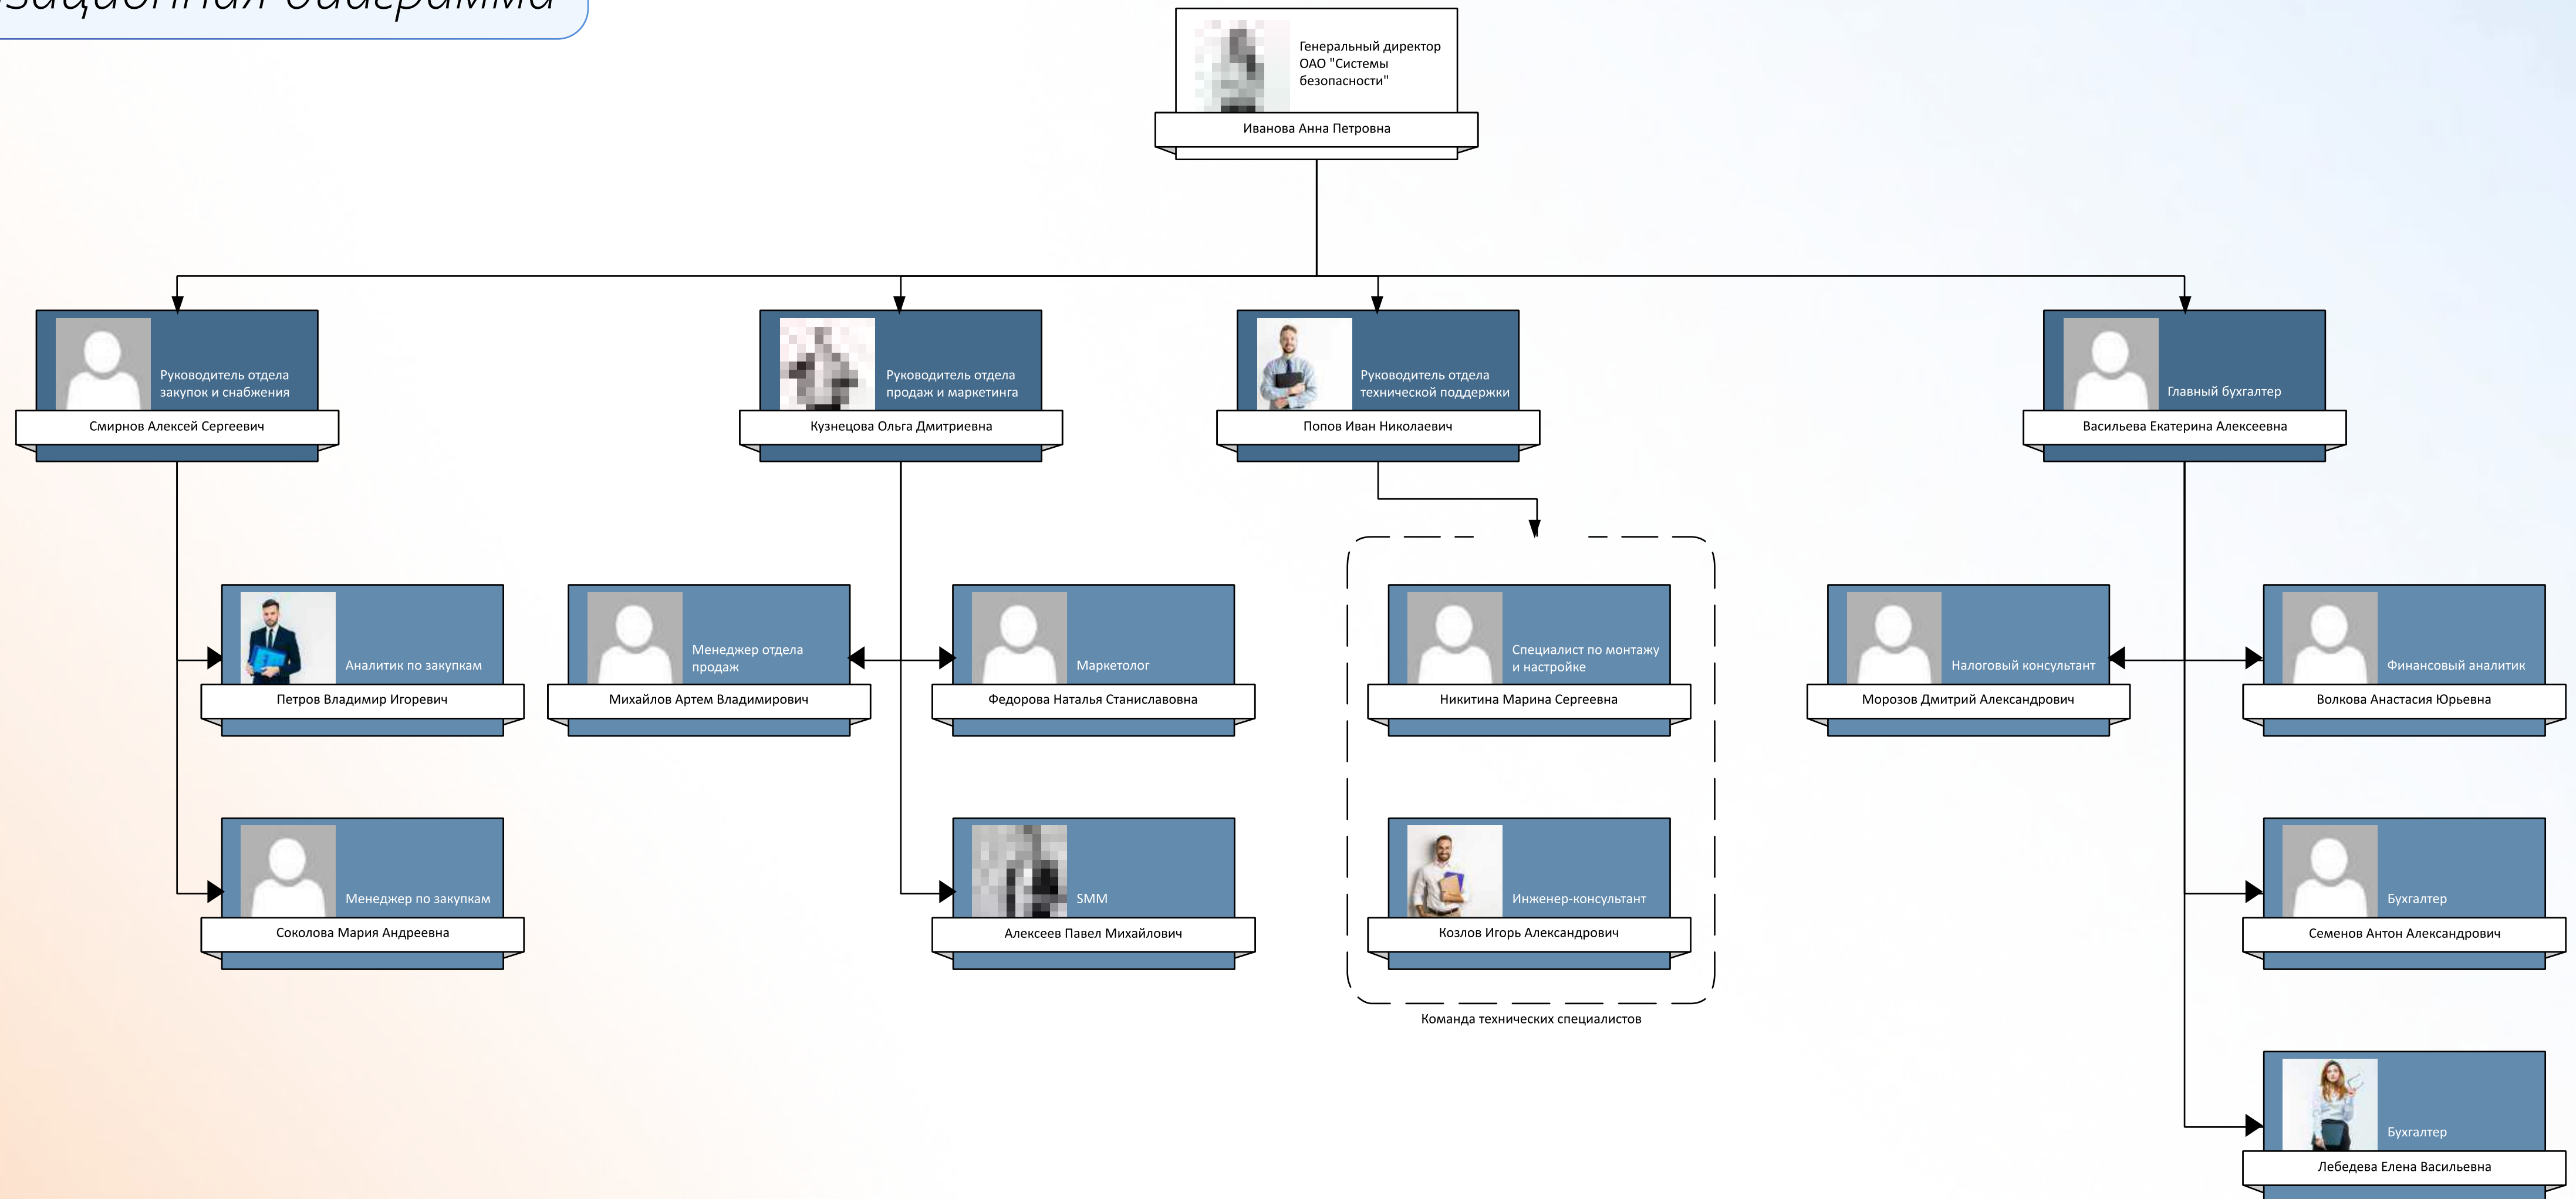 диаграмма
Генеральный директор
ОАО "Системы
безопасности"
Иванова Анна Петровна
Руководитель отдела
закупок и снабжения
Смирнов Алексей Сергеевич
Руководитель отдела
продаж и маркетинга
Кузнецова Ольга Дмитриевна
Руководитель отдела
технической поддержки
Попов Иван Николаевич
Главный бухгалтер
Васильева Екатерина Алексеевна
Аналитик по закупкам
Петров Владимир Игоревич
Менеджер отдела
продаж
Михайлов Артем Владимирович
Маркетолог
Федорова Наталья Станиславовна
Специалист по монтажу
и настройке
Никитина Марина Сергеевна
Налоговый консультант
Морозов Дмитрий Александрович
Финансовый аналитик
Волкова Анастасия Юрьевна
Менеджер по закупкам
Соколова Мария Андреевна
SMM
Алексеев Павел Михайлович
Инженер-консультант
Козлов Игорь Александрович
Бухгалтер
Семенов Антон Александрович
Команда технических специалистов
Бухгалтер
Лебедева Елена Васильевна